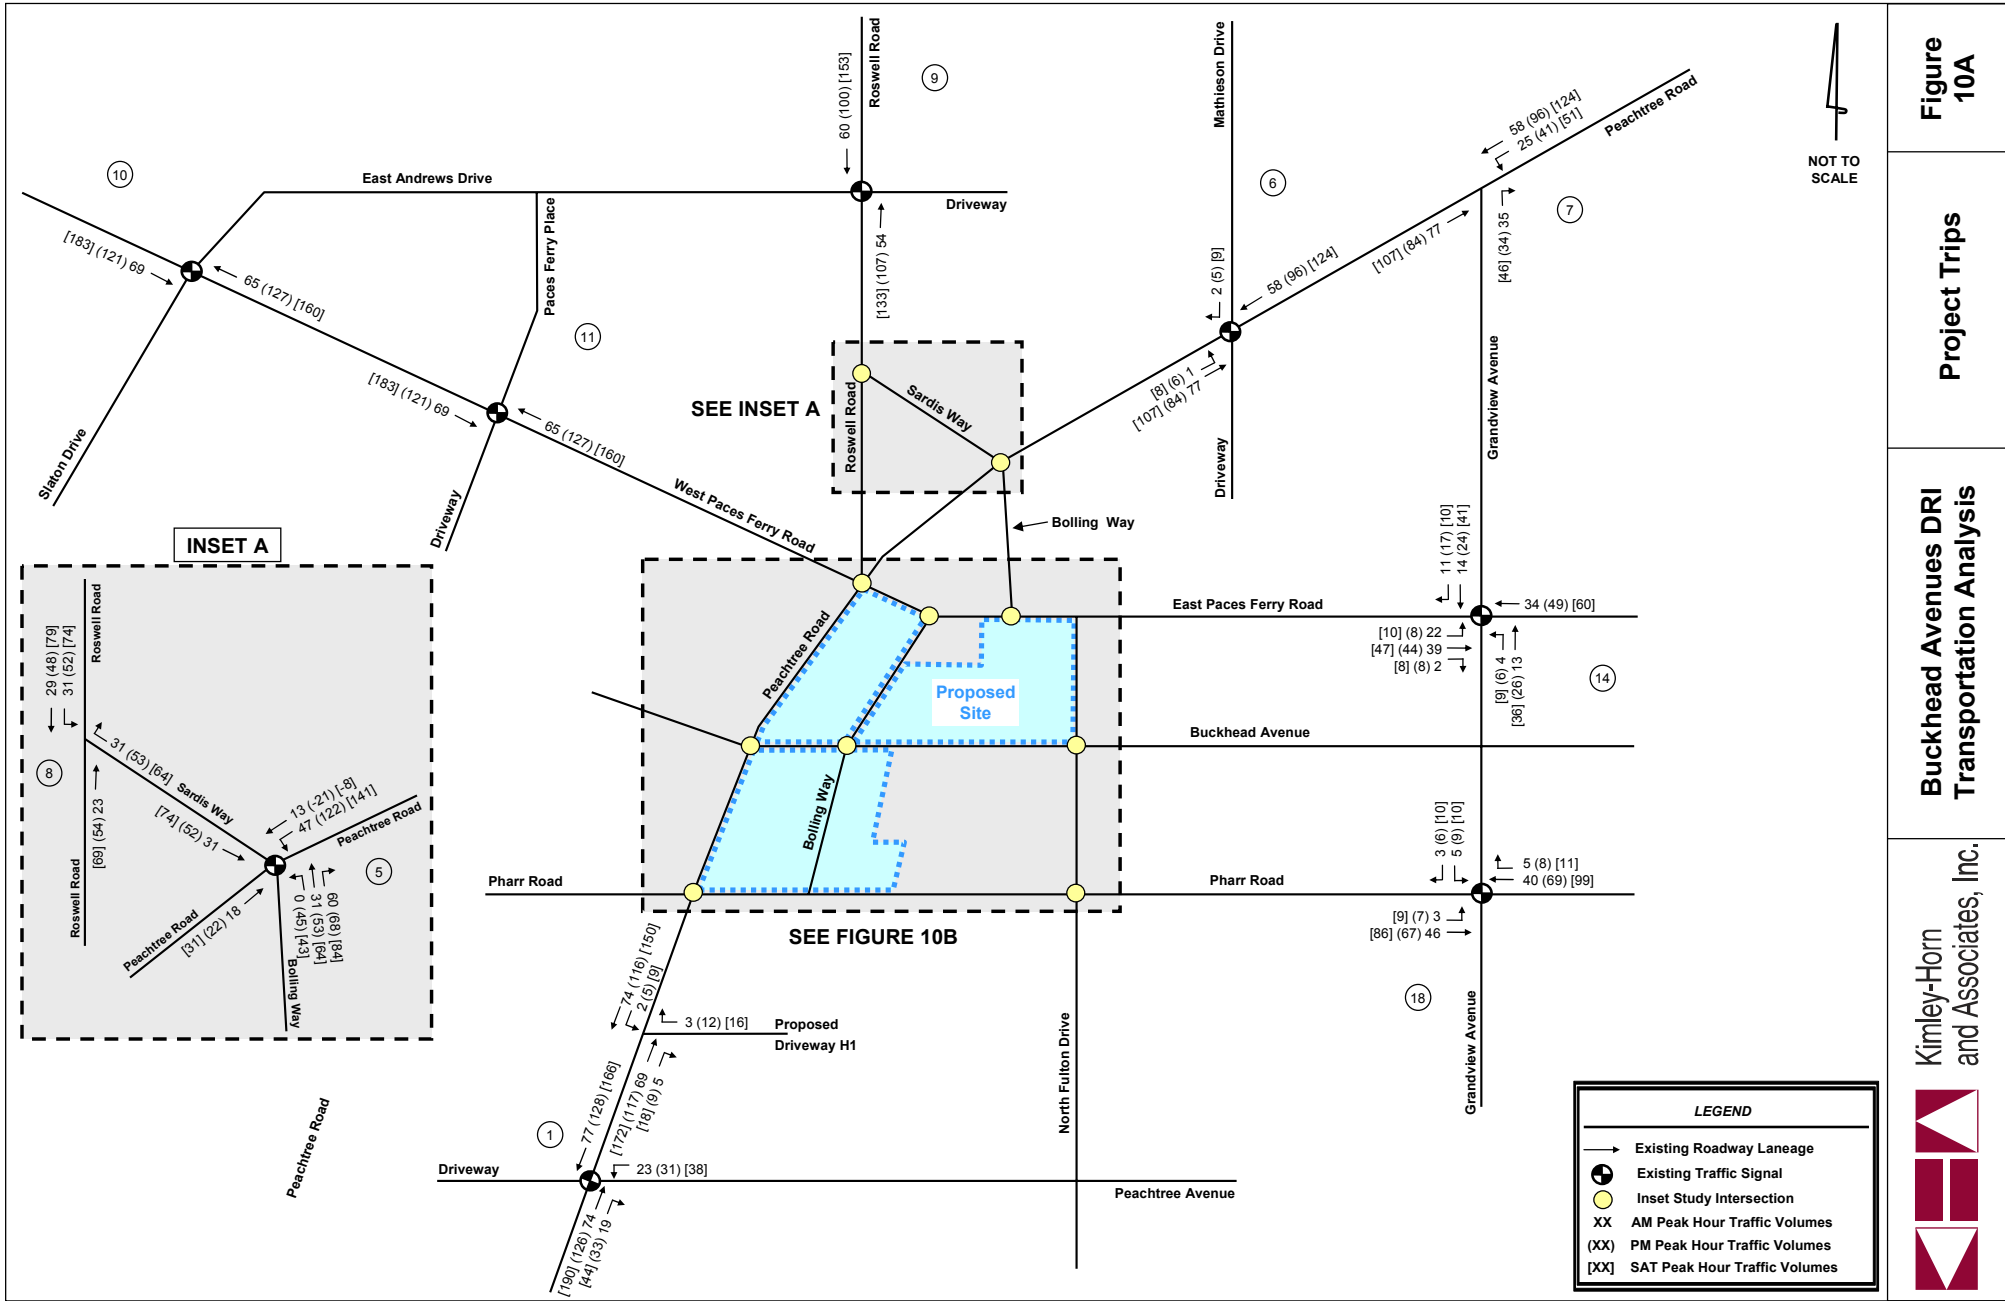 Roswell Road
60 (100) [153]
9
Mathieson Drive
58 (96) [124]
25 (41) [51]
Peachtree Road
NOT TO
SCALE
Figure
10A
10
East Andrews Drive
Driveway
6
7
[46] (34) 35
[107] (84) 77
Paces Ferry Place
[133] (107) 54
2 (5) [9]
58 (96) [124]
Project Trips
[183] (121) 69
65 (127) [160]
11
[183] (121) 69
65 (127) [160]
SEE INSET A
Roswell Road
Sardis Way
[8] (6) 1
[107] (84) 77
Grandview Avenue
Slaton Drive
Driveway
West Paces Ferry Road
Driveway
Bolling Way
INSET A
Roswell Road
29 (48) [79]
31 (52) [74]
8
31 (53) [64]
Sardis Way
[74] (52) 31
[69] (54) 23
Roswell Road
13 (-21) [-8]
47 (122) [141]
Peachtree Road
5
Peachtree Road
[31] (22) 18
0 (45) [43]
31 (53) [64]
60 (68) [84]
Bolling Way
Peachtree Road
Proposed
Site
Bolling Way
East Paces Ferry Road
11 (17) [10]
14 (24) [41]
34 (49) [60]
[10] (8) 22
[47] (44) 39
[8] (8) 2
[9] (6) 4
[36] (26) 13
14
Buckhead Avenue
Buckhead Avenues DRI
Transportation Analysis
3 (6) [10]
5 (9) [10]
5 (8) [11]
40 (69) [99]
Pharr Road
Pharr Road
[9] (7) 3
[86] (67) 46
SEE FIGURE 10B
18
Grandview Avenue
74 (116) [150]
2 (5) [9]
3 (12) [16]
Proposed
Driveway H1
North Fulton Drive
77 (128) [166]
[172] (117) 69
[18] (9) 5
1
Peachtree Road
Driveway
23 (31) [38]
Peachtree Avenue
[190] (126) 74
[44] (33) 19
LEGEND
Existing Roadway Laneage
Existing Traffic Signal
Inset Study Intersection
XX AM Peak Hour Traffic Volumes
(XX) PM Peak Hour Traffic Volumes
[XX] SAT Peak Hour Traffic Volumes
Kimley-Horn
and Associates, Inc.